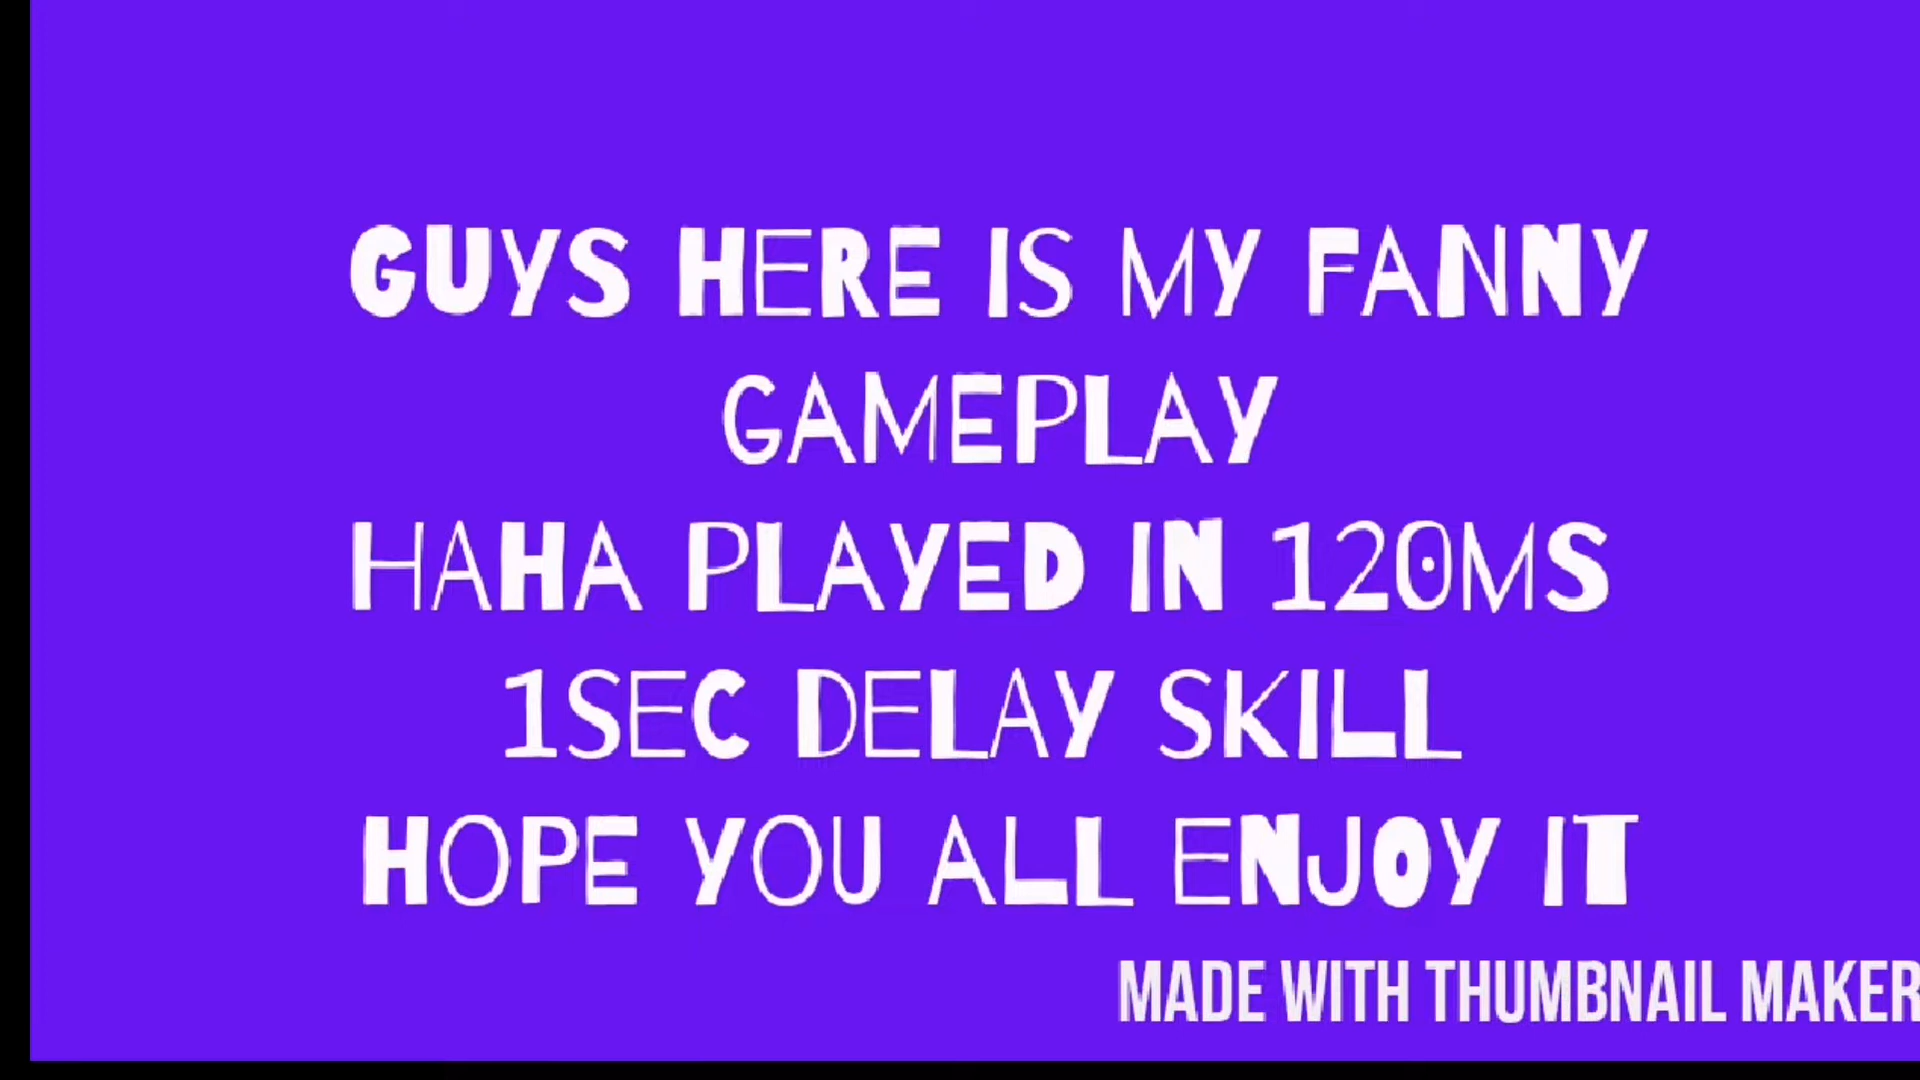 GUYS HERE IS MY FANNY
GAMEPLAY
HAHA PLAYED IN 120MS
1SEC DELAY SKILL
HOPE YOU ALL ENJOY IT
MADE WITH THUMBNAIL MAKER